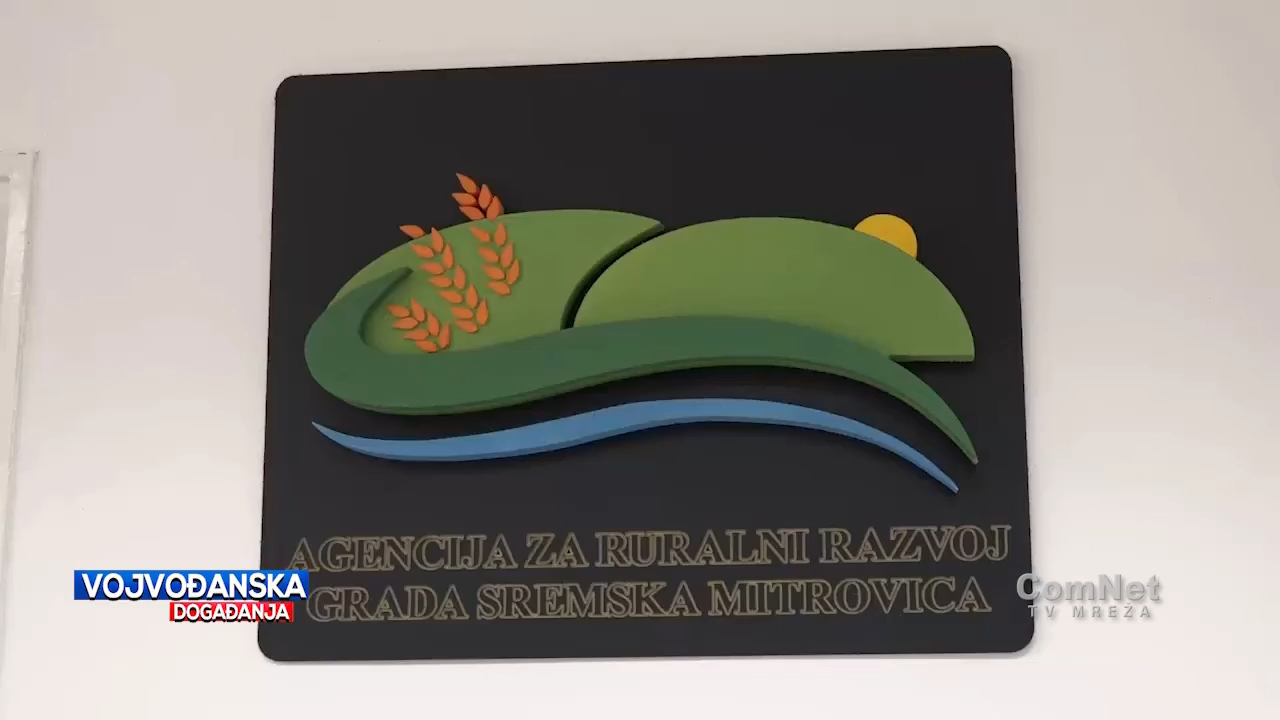 AGENCIJA ZA RURALNI RAZVOJ
GRADA SREMSKA MITROVICA
VOJVOĐANSKA
DOGAĐANJA
ComNet
TV MREŽA